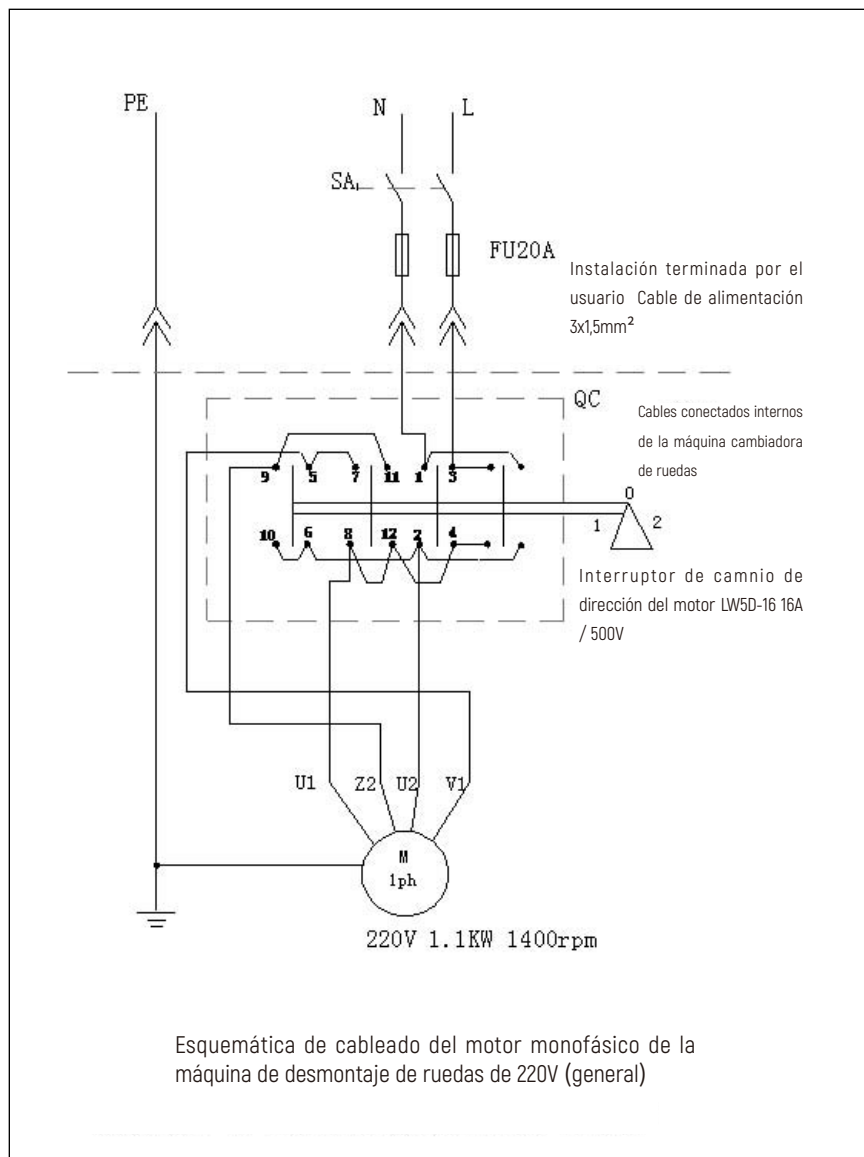 PE
N L
SA
FU20A
Instalación terminada por el
usuario Cable de alimentación
3x1,5mm²
QC
Cables conectados internos
de la máquina cambiadora
de ruedas
9 5 7 11 1 3
0
1 2
10 6 8 12 2 4
Interruptor de camnio de
dirección del motor LW5D-16 16A
/ 500V
U1 Z2 U2 V1
M
1ph
220V 1.1KW 1400rpm
Esquemática de cableado del motor monofásico de la
máquina de desmontaje de ruedas de 220V (general)